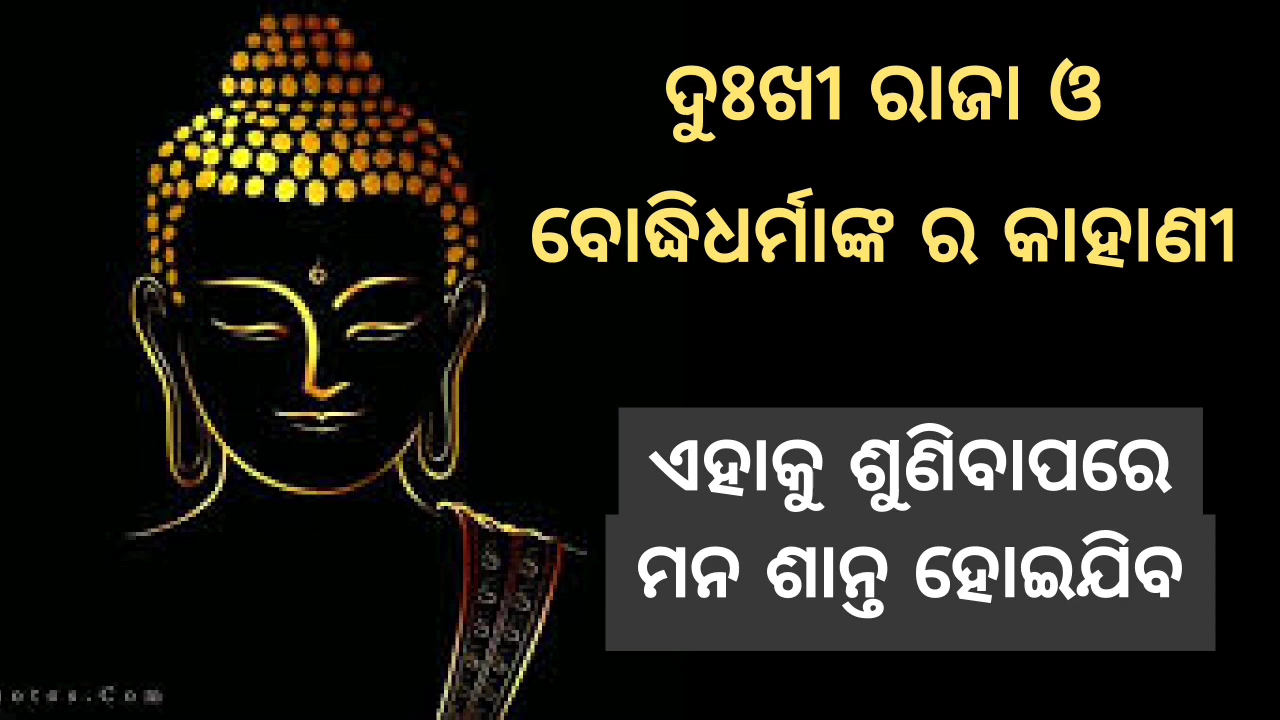 ଦୁଃଖୀ ରାଜା ଓ
ବୋଦ୍ଧିଧର୍ମାଙ୍କ ର କାହାଣୀ
ଏହାକୁ ଶୁଣିବାପରେ
ମନ ଶାନ୍ତ ହୋଇଯିବ